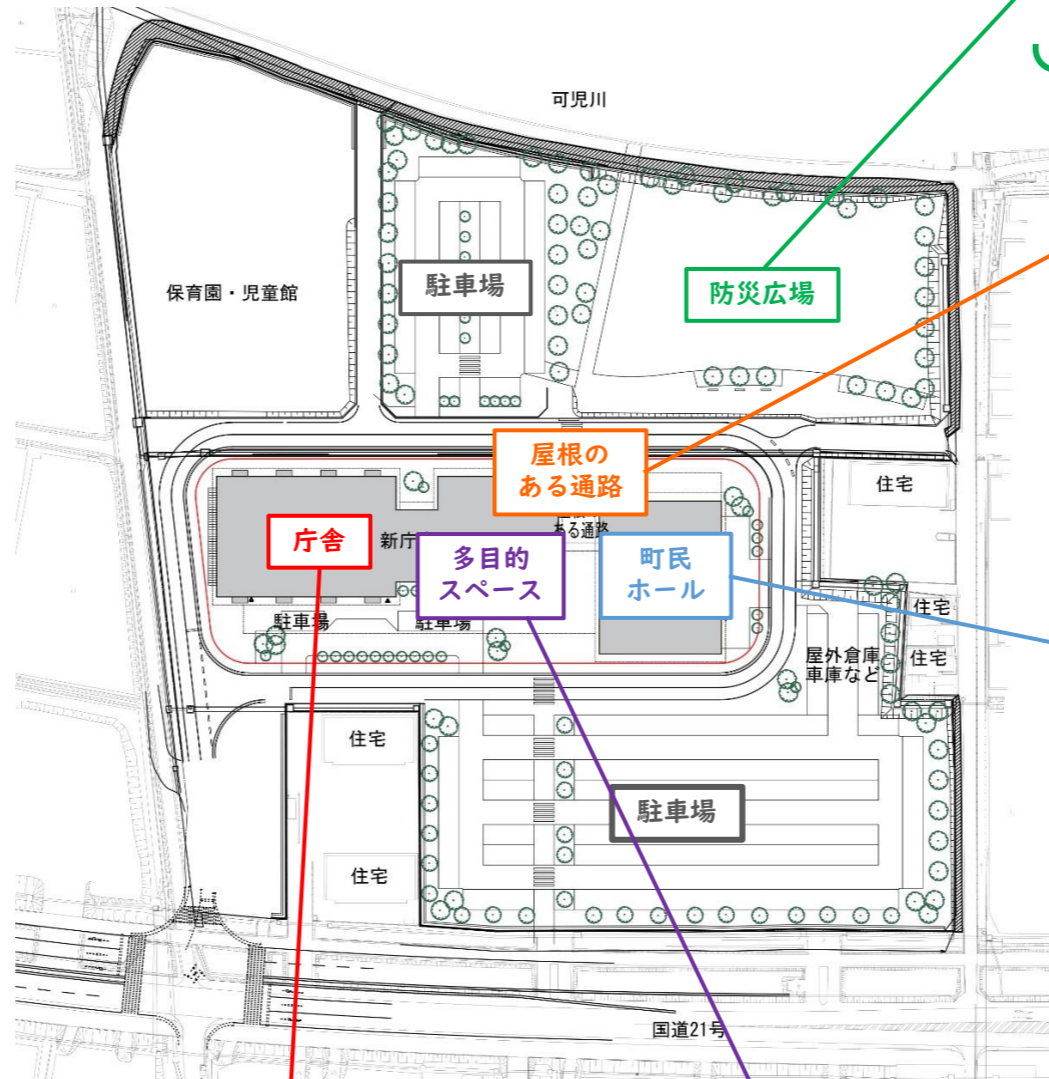 可児川
保育園・児童館
駐車場
防災広場
屋根の
ある通路
住宅
ある通路
庁舎
新庁
多目的
スペース
町民
ホール
住宅
駐車場
駐車場
屋外倉庫
車庫など
住宅
住宅
駐車場
住宅
国道21号